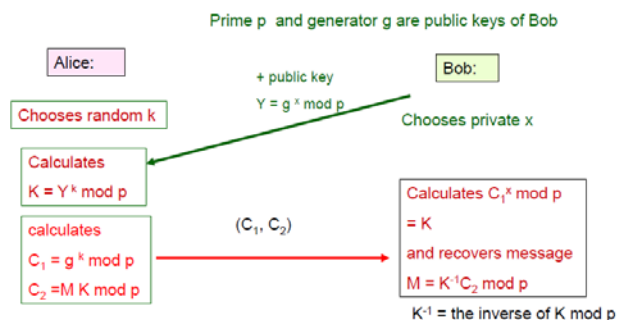 Prime p and generator g are public keys of Bob
Alice:
Bob:
+ public key
Y = g ˣ mod p
Chooses random k
Chooses private x
Calculates
K = Y ᵏ mod p
calculates
C₁ = g ᵏ mod p
C₂ =M K mod p
(C₁, C₂)
Calculates C₁ˣ mod p
= K
and recovers message
M = K⁻¹C₂ mod p
K⁻¹ = the inverse of K mod p